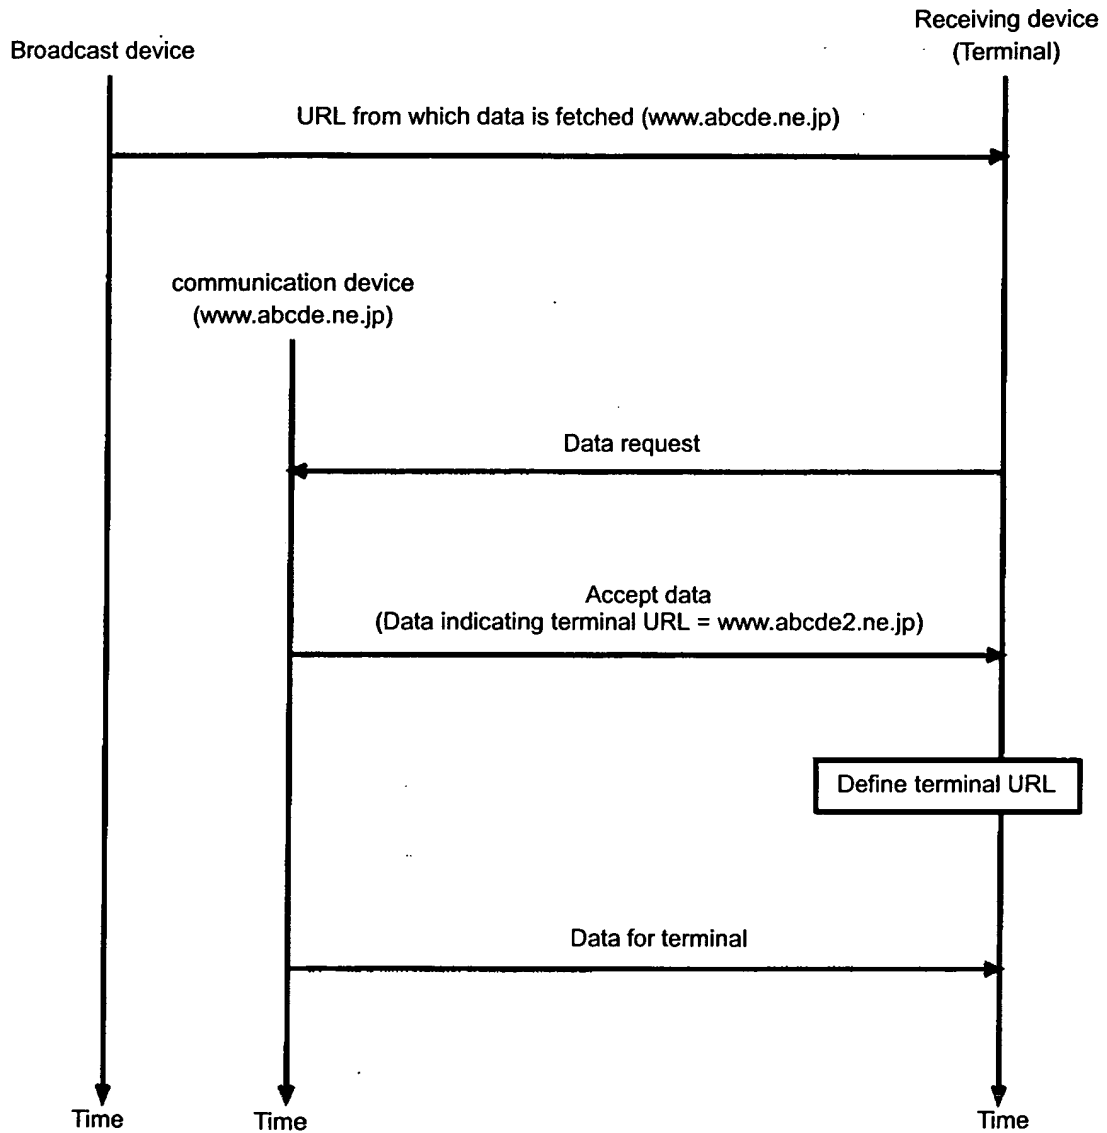 Receiving device
(Terminal)
Broadcast device
URL from which data is fetched (www.abcde.ne.jp)
communication device
(www.abcde.ne.jp)
Data request
Accept data
(Data indicating terminal URL = www.abcde2.ne.jp)
Define terminal URL
Data for terminal
Time
Time
Time